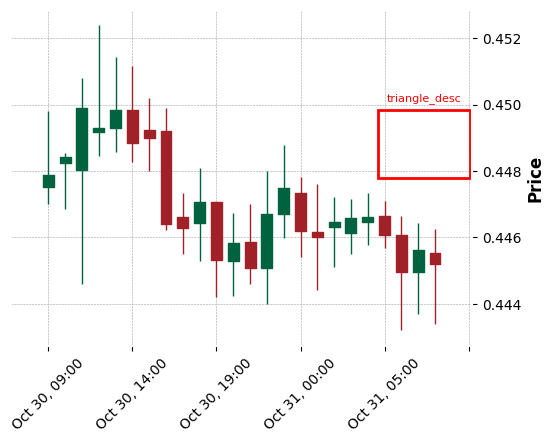 0.452
triangle_desc
0.450
0.448
0.446
0.444
Price
Oct 30, 09:00
Oct 30, 14:00
Oct 30, 19:00
Oct 31, 00:00
Oct 31, 05:00